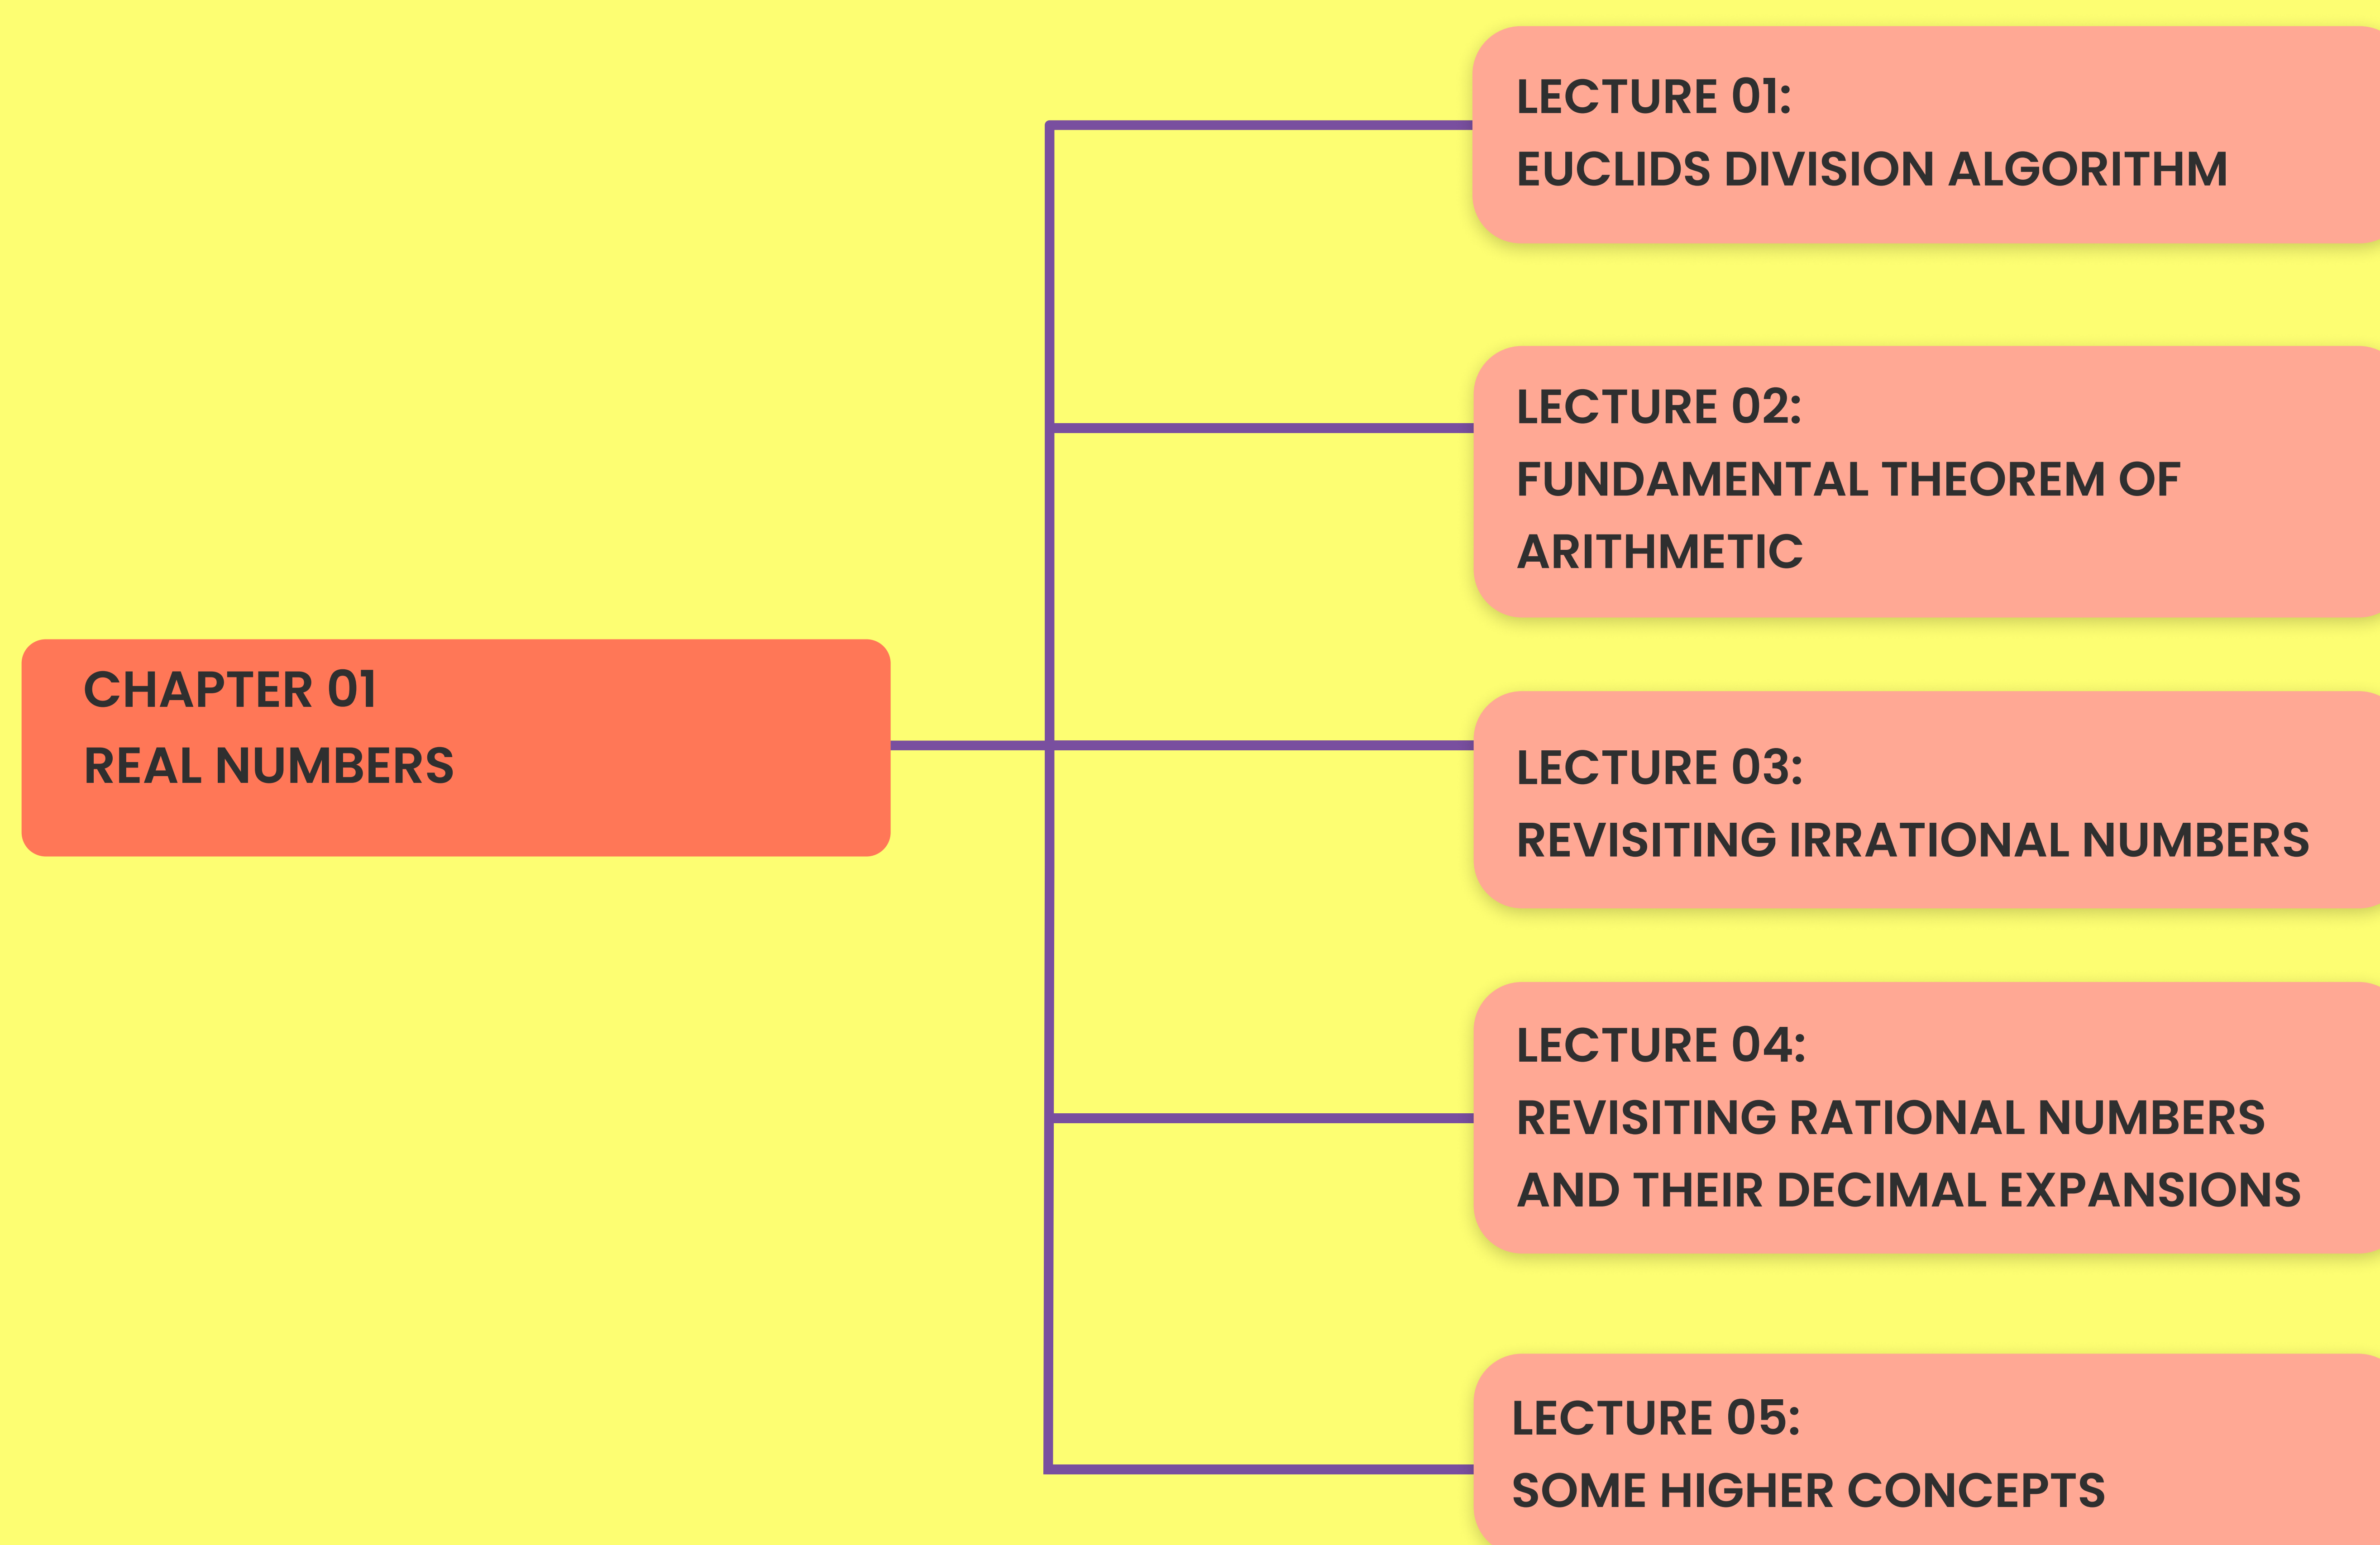 CHAPTER 01
REAL NUMBERS
LECTURE 01:
EUCLIDS DIVISION ALGORITHM
LECTURE 02:
FUNDAMENTAL THEOREM OF
ARITHMETIC
LECTURE 03:
REVISITING IRRATIONAL NUMBERS
LECTURE 04:
REVISITING RATIONAL NUMBERS
AND THEIR DECIMAL EXPANSIONS
LECTURE 05:
SOME HIGHER CONCEPTS